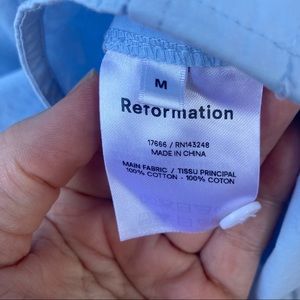 M
Reformation
17666 / RN143248
MADE IN CHINA
MAIN FABRIC / TISSU PRINCIPAL
100% COTTON - 100% COTON